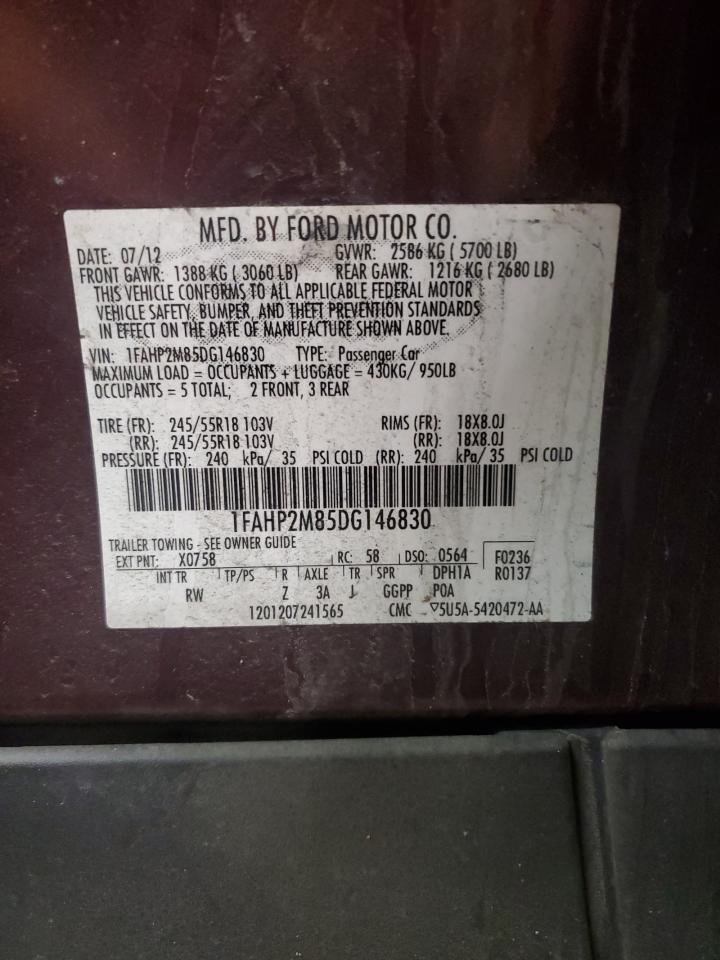 MFD. BY FORD MOTOR CO.
DATE: 07/12 GVWR: 2586 KG ( 5700 LB)
FRONT GAWR: 1388 KG ( 3060 LB) REAR GAWR: 1216 KG ( 2680 LB)
THIS VEHICLE CONFORMS TO ALL APPLICABLE FEDERAL MOTOR
VEHICLE SAFETY, BUMPER, AND THEFT PREVENTION STANDARDS
IN EFFECT ON THE DATE OF MANUFACTURE SHOWN ABOVE.
VIN: 1FAHP2M85DG146830 TYPE: Passenger Car
MAXIMUM LOAD = OCCUPANTS + LUGGAGE = 430KG/ 950LB
OCCUPANTS = 5 TOTAL; 2 FRONT, 3 REAR
TIRE (FR): 245/55R18 103V RIMS (FR): 18X8.0J
(RR): 245/55R18 103V (RR): 18X8.0J
PRESSURE (FR): 240 kPa/ 35 PSI COLD (RR): 240 kPa/ 35 PSI COLD
1FAHP2M85DG146830
TRAILER TOWING - SEE OWNER GUIDE
EXT PNT: X0758 RC: 58 DSO: 0564 F0236
INT TR TP/PS R AXLE TR SPR DPH1A R0137
RW Z 3A J GGPP P0A
1201207241565 CMC ▽5U5A-5420472-AA